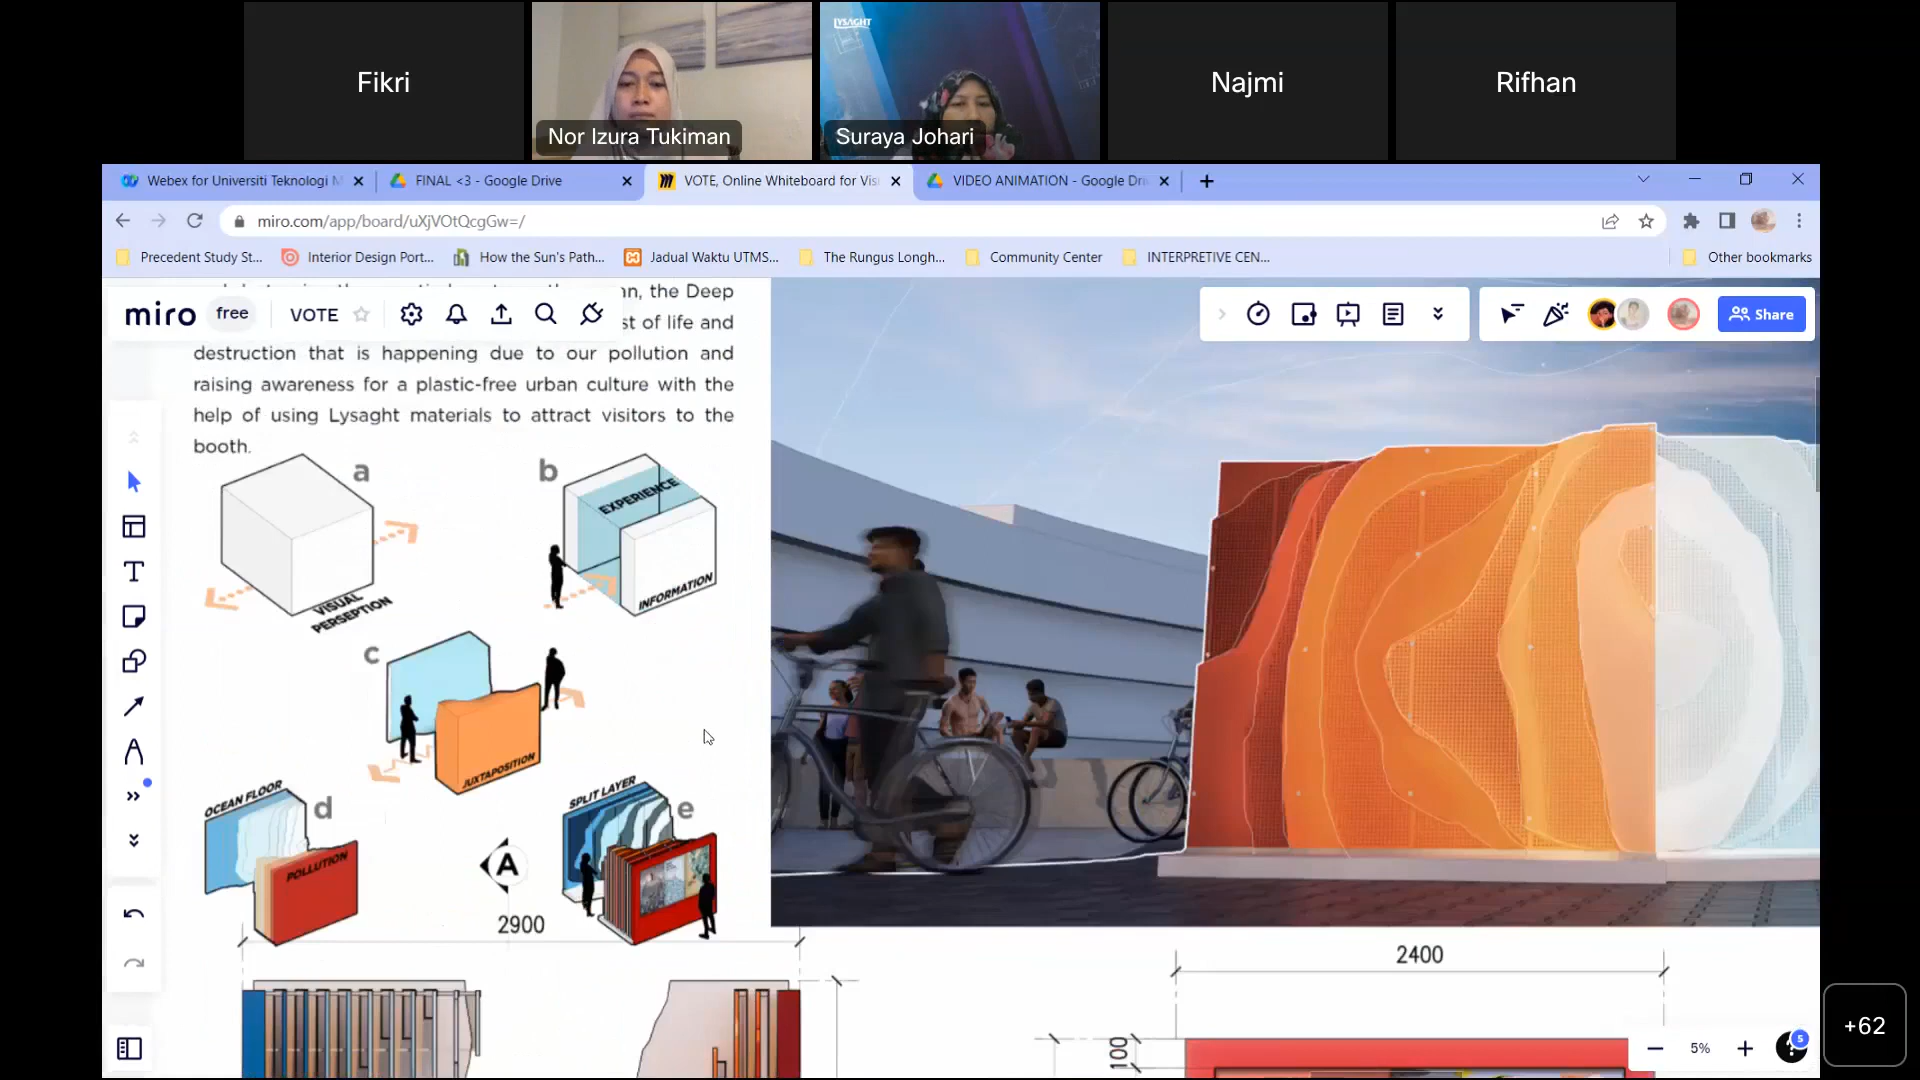 Fikri
Nor Izura Tukiman
LYSAGHT
Suraya Johari
Najmi
Rifhan
Webex for Universiti Teknologi M
FINAL <3 - Google Drive
VOTE, Online Whiteboard for Vis
VIDEO ANIMATION - Google Dri
miro.com/app/board/uXjVOtQcgGw=/
Precedent Study St...
Interior Design Port...
How the Sun's Path...
Jadual Waktu UTMS...
The Rungus Longh...
Community Center
INTERPRETIVE CEN...
Other bookmarks
miro
free
VOTE
Share
the Deep
st of life and
destruction that is happening due to our pollution and
raising awareness for a plastic-free urban culture with the
help of using Lysaght materials to attract visitors to the
booth.
a
VISUAL
PERSEPTION
b
EXPERIENCE
INFORMATION
c
JUXTAPOSITION
OCEAN FLOOR
d
POLLUTION
SPLIT LAYER
e
A
2900
2400
100
5%
5
+62